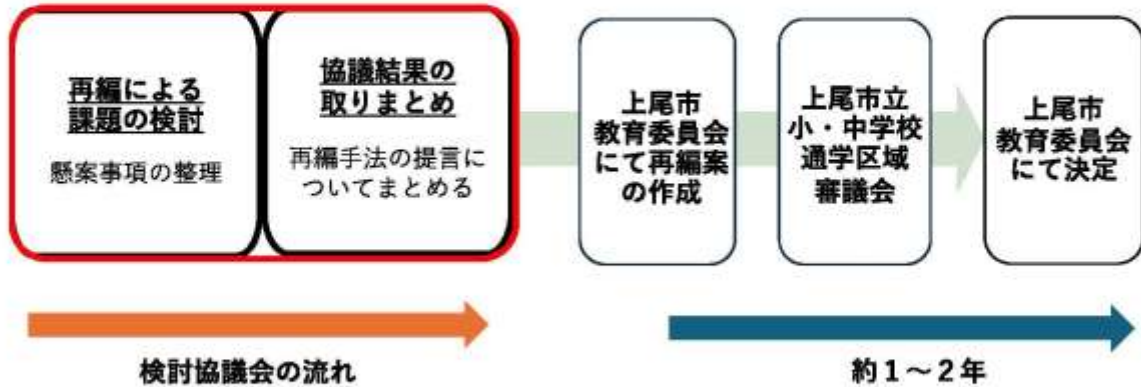 再編による
課題の検討
懸案事項の整理
協議結果の
取りまとめ
再編手法の提言に
ついてまとめる
上尾市
教育委員会
にて再編案
の作成
上尾市立
小・中学校
通学区域
審議会
上尾市
教育委員会
にて決定
検討協議会の流れ
約1～2年